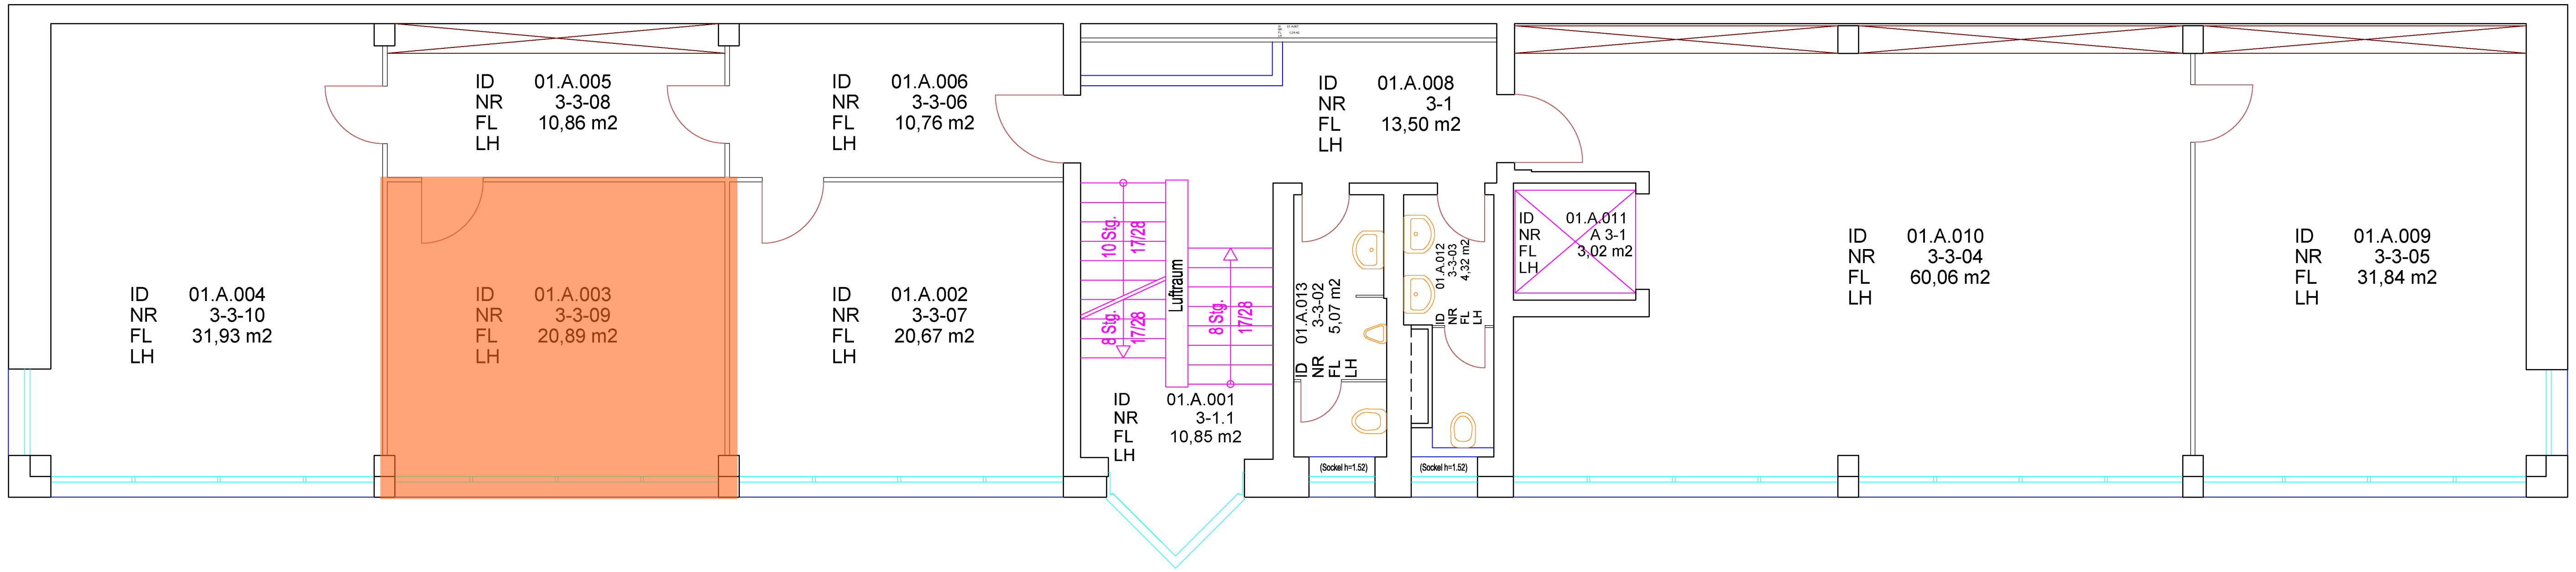 ID 01.A.005
NR 3-3-08
FL 10,86 m2
LH
ID 01.A.006
NR 3-3-06
FL 10,76 m2
LH
ID 01.A.008
NR 3-1
FL 13,50 m2
LH
ID 01.A.004
NR 3-3-10
FL 31,93 m2
LH
ID 01.A.003
NR 3-3-09
FL 20,89 m2
LH
ID 01.A.002
NR 3-3-07
FL 20,67 m2
LH
10 Stg.
17/28
8 Stg.
17/28
Luftraum
8 Stg.
17/28
ID 01.A.001
NR 3-1.1
FL 10,85 m2
LH
ID 01.A.013
NR 3-3-02
FL 5,07 m2
LH
ID 01.A.012
NR 3-3-03
FL 4,32 m2
LH
ID 01.A.011
NR A 3-1
FL 3,02 m2
LH
ID 01.A.010
NR 3-3-04
FL 60,06 m2
LH
ID 01.A.009
NR 3-3-05
FL 31,84 m2
LH
(Sockel h=1.52)
(Sockel h=1.52)